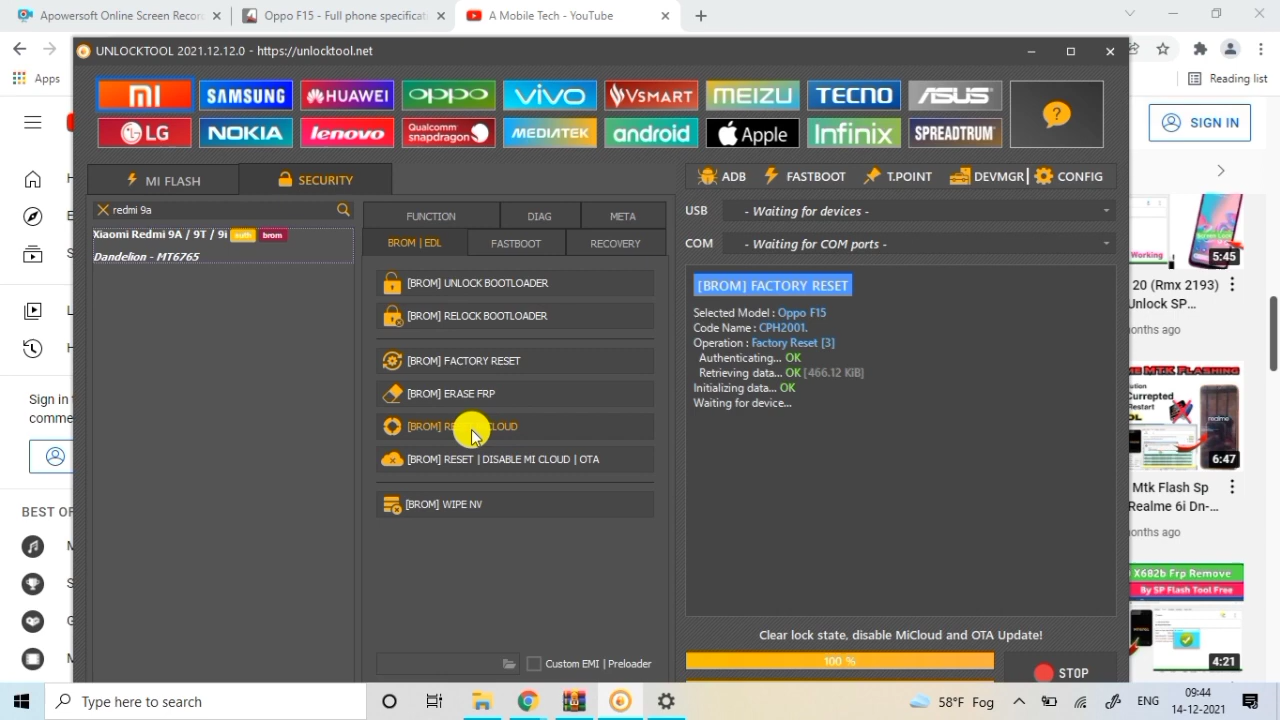 Apowersoft Online Screen Record
Oppo F15 - Full phone specificat
A Mobile Tech - YouTube
Apps
Reading list
UNLOCKTOOL 2021.12.12.0 - https://unlocktool.net
MI
SAMSUNG
HUAWEI
oppo
VIVO
VSMART
MEIZU
TECNO
ASUS
?
LG
NOKIA
lenovo
Qualcomm
snapdragon
MEDIATEK
android
Apple
Infinix
SPREADTRUM
SIGN IN
MI FLASH
SECURITY
ADB
FASTBOOT
T.POINT
DEVMGR
CONFIG
redmi 9a
FUNCTION
DIAG
META
USB
- Waiting for devices -
Xiaomi Redmi 9A / 9T / 9i
brom
Dandelion - MT6765
BROM | EDL
FASTBOOT
RECOVERY
COM
- Waiting for COM ports -
[BROM] UNLOCK BOOTLOADER
[BROM] RELOCK BOOTLOADER
[BROM] FACTORY RESET
[BROM] ERASE FRP
[BROM] RE CLOUD
[BROM] RESET | DISABLE MI CLOUD | OTA
[BROM] WIPE NV
Custom EMI | Preloader
[BROM] FACTORY RESET
Selected Model : Oppo F15
Code Name : CPH2001.
Operation : Factory Reset [3]
Authenticating... OK
Retrieving data... OK [466.12 KiB]
Initializing data... OK
Waiting for device...
Clear lock state, disable MiCloud and OTA Update!
100 %
STOP
Sign in
comme
BEST OF
Working
5:45
20 (Rmx 2193)
Unlock SP...
onths ago
MTK FLASHING
Currepted
Restart
6:47
Mtk Flash Sp
Realme 6i Dn-...
onths ago
X682b Frp Remove
By SP Flash Tool Free
4:21
Type here to search
58°F Fog
ENG
09:44
14-12-2021